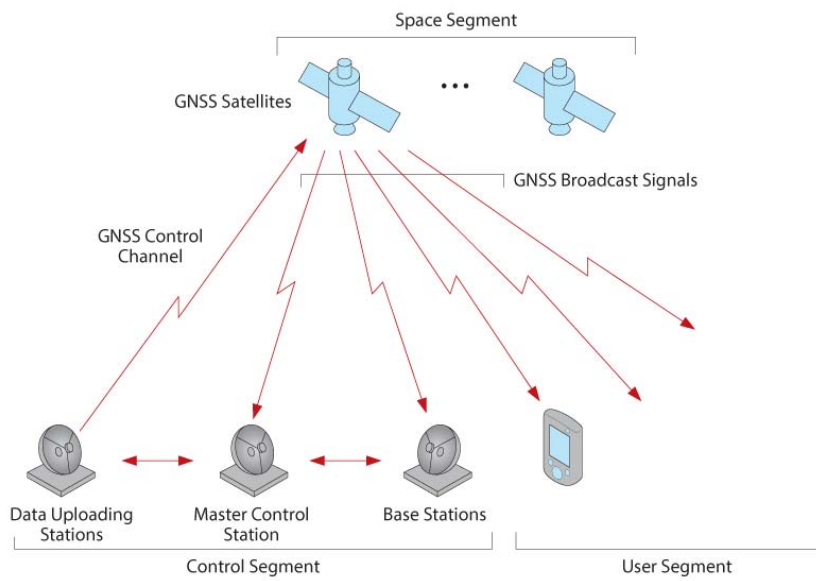 Space Segment
GNSS Satellites
GNSS Broadcast Signals
GNSS Control
Channel
Data Uploading
Stations
Master Control
Station
Base Stations
Control Segment
User Segment